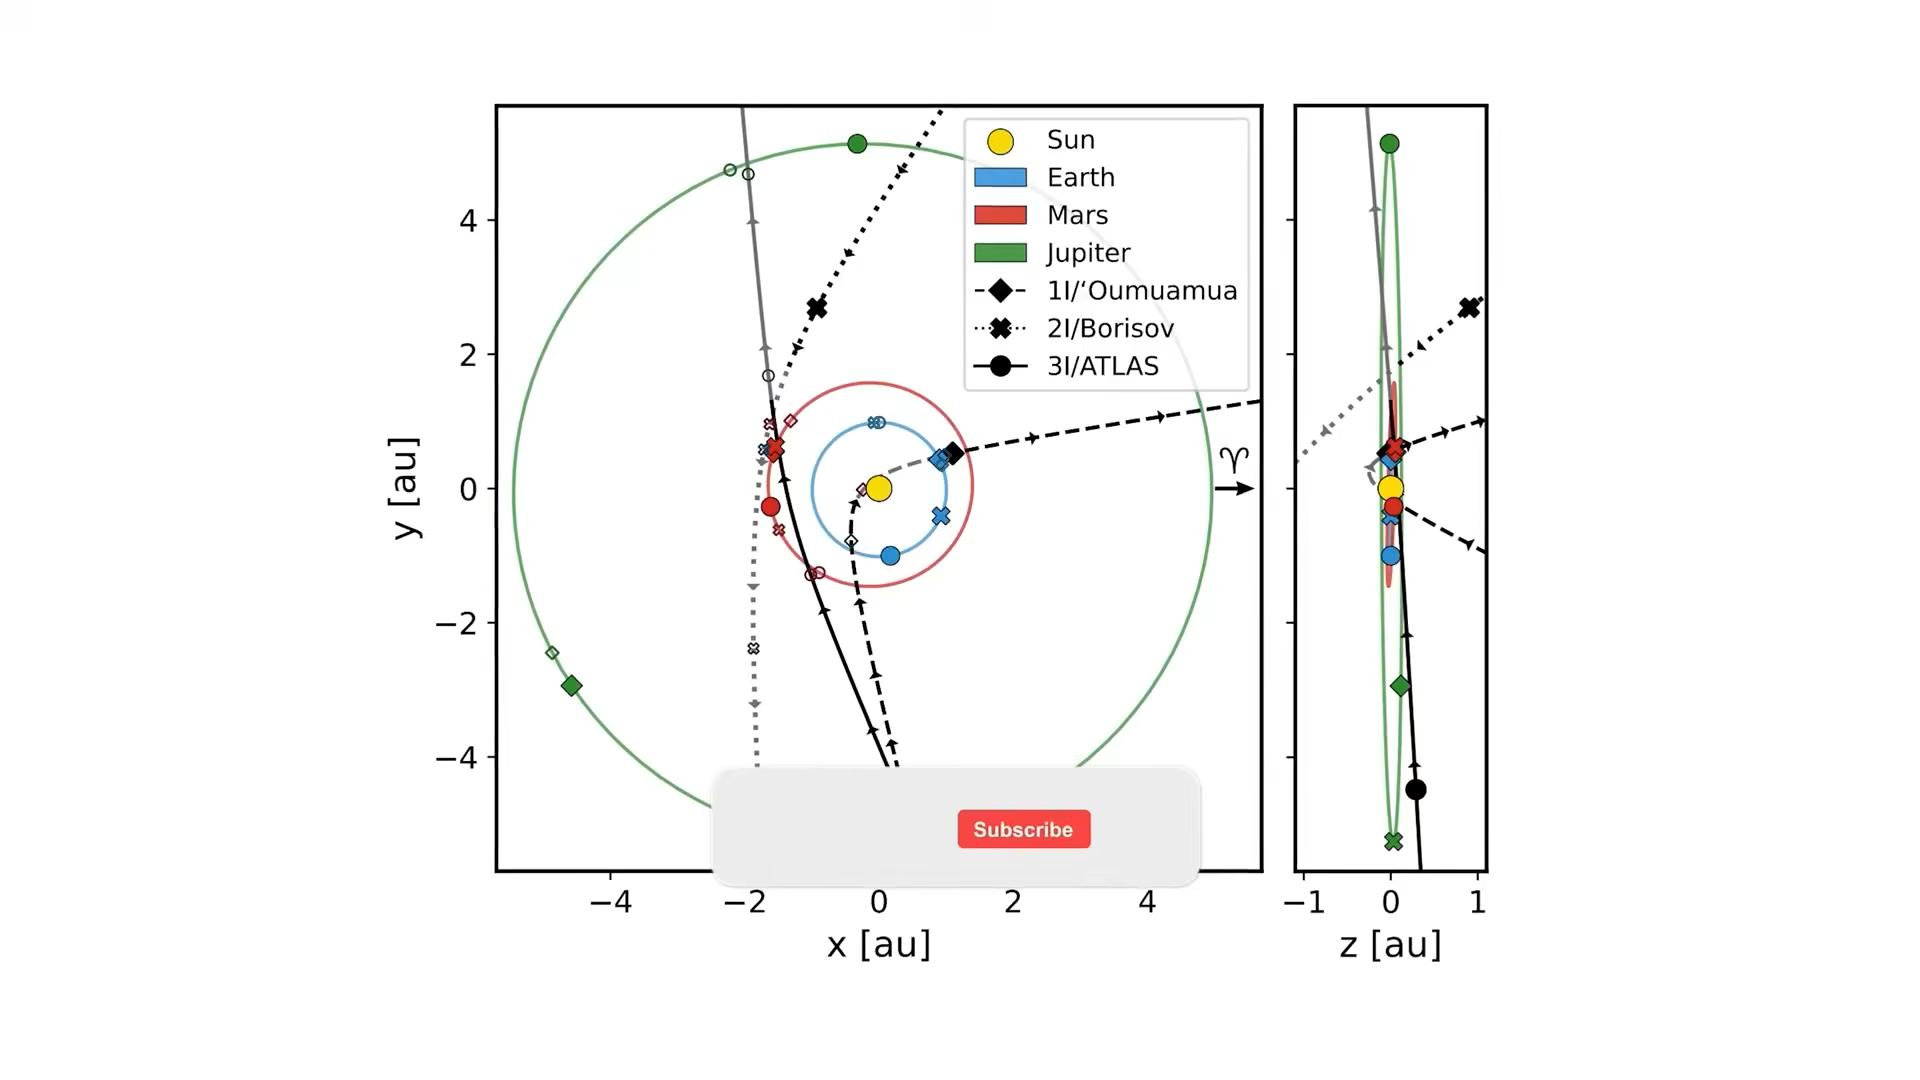 Sun
Earth
Mars
Jupiter
1I/‘Oumuamua
2I/Borisov
3I/ATLAS
♈
y [au]
4
2
0
−2
−4
−4
−2
0
2
4
x [au]
−1
0
1
z [au]
Subscribe